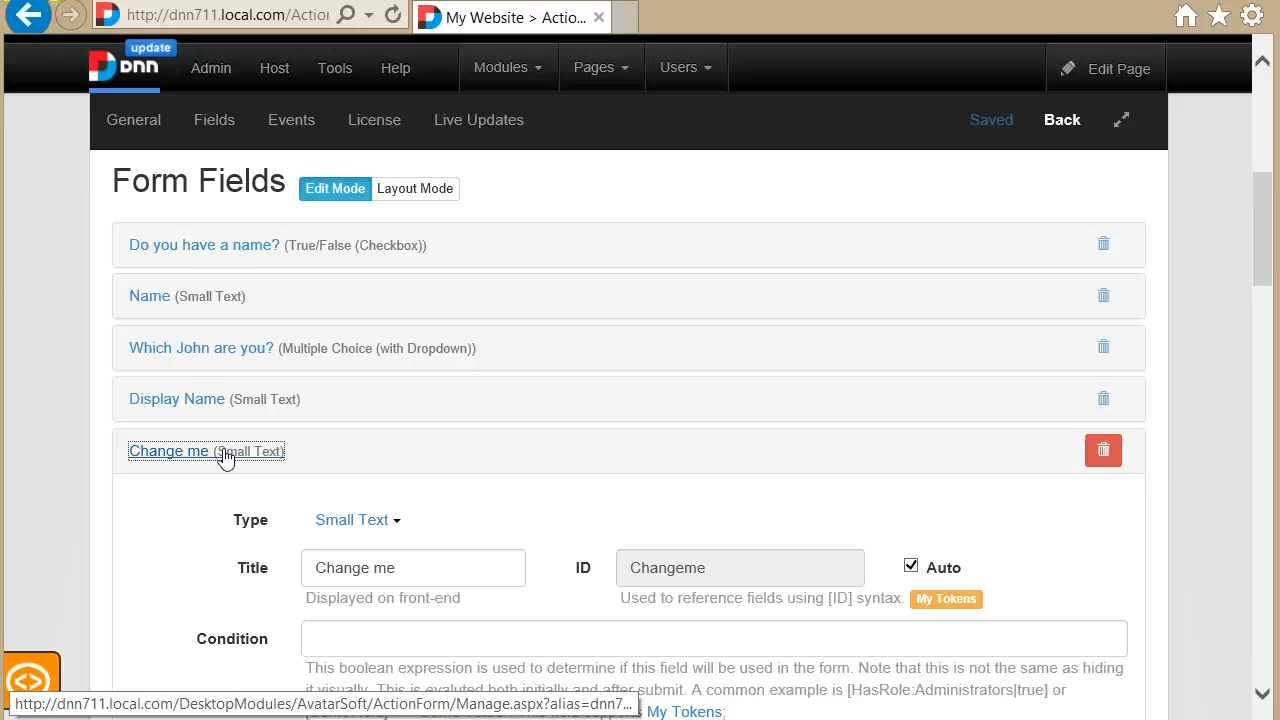 http://dnn711.local.com/Action
My Website > Actio...
update
DNN
Admin
Host
Tools
Help
Modules
Pages
Users
Edit Page
General
Fields
Events
License
Live Updates
Saved
Back
Form Fields
Edit Mode
Layout Mode
Do you have a name? (True/False (Checkbox))
Name (Small Text)
Which John are you? (Multiple Choice (with Dropdown))
Display Name (Small Text)
Change me (Small Text)
Type
Small Text
Title
Change me
ID
Changeme
Auto
Displayed on front-end
Used to reference fields using [ID] syntax.
My Tokens
Condition
This boolean expression is used to determine if this field will be used in the form. Note that this is not the same as hiding
it visually. This is evaluted both initially and after submit. A common example is [HasRole:Administrators|true] or
My Tokens;
http://dnn711.local.com/DesktopModules/AvatarSoft/ActionForm/Manage.aspx?alias=dnn7...